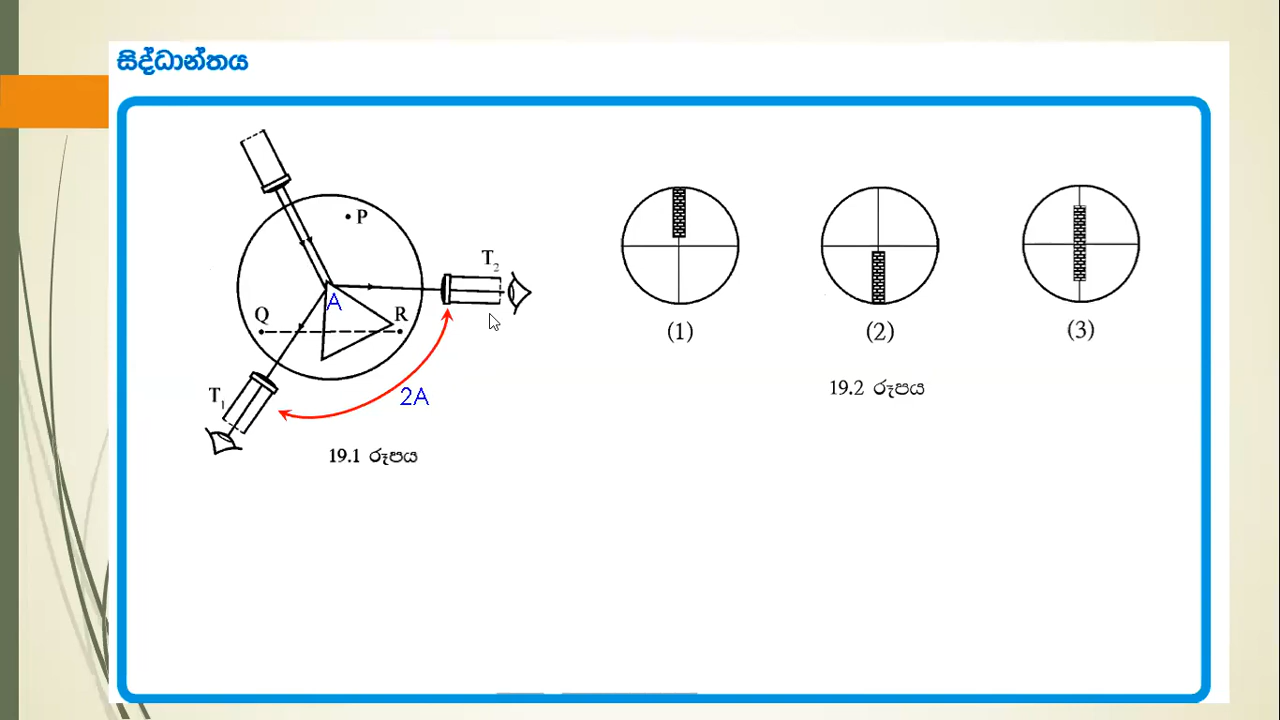 සිද්ධාන්තය
P
T₂
A
Q
R
T₁
2A
19.1 රූපය
(1)
(2)
(3)
19.2 රූපය